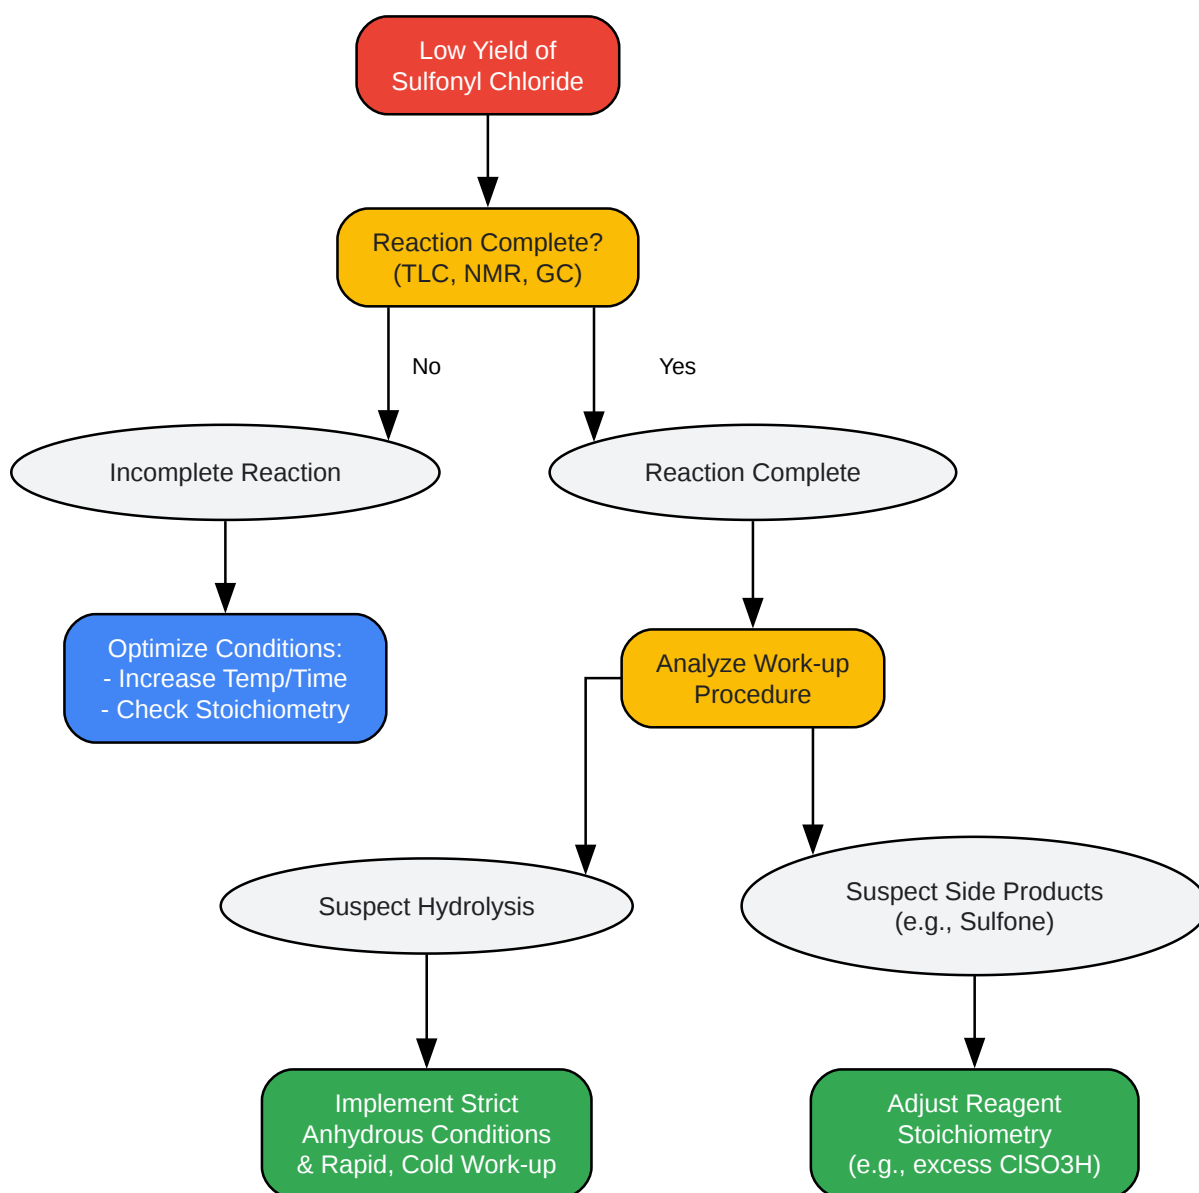 Low Yield of
Sulfonyl Chloride
Reaction Complete?
(TLC, NMR, GC)
No
Yes
Incomplete Reaction
Reaction Complete
Optimize Conditions:
- Increase Temp/Time
- Check Stoichiometry
Analyze Work-up
Procedure
Suspect Hydrolysis
Suspect Side Products
(e.g., Sulfone)
Implement Strict
Anhydrous Conditions
& Rapid, Cold Work-up
Adjust Reagent
Stoichiometry
(e.g., excess ClSO3H)